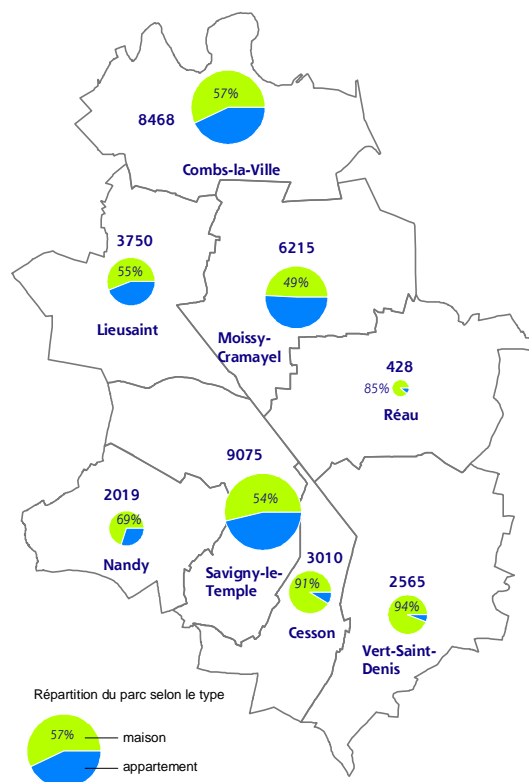 57%
8468
Combs-la-Ville
3750
55%
Lieusaint
6215
49%
Moissy-
Cramayel
428
85%
Réau
9075
54%
Savigny-le-
Temple
2019
69%
Nandy
3010
91%
Cesson
2565
94%
Vert-Saint-
Denis
Répartition du parc selon le type
57%
maison
appartement